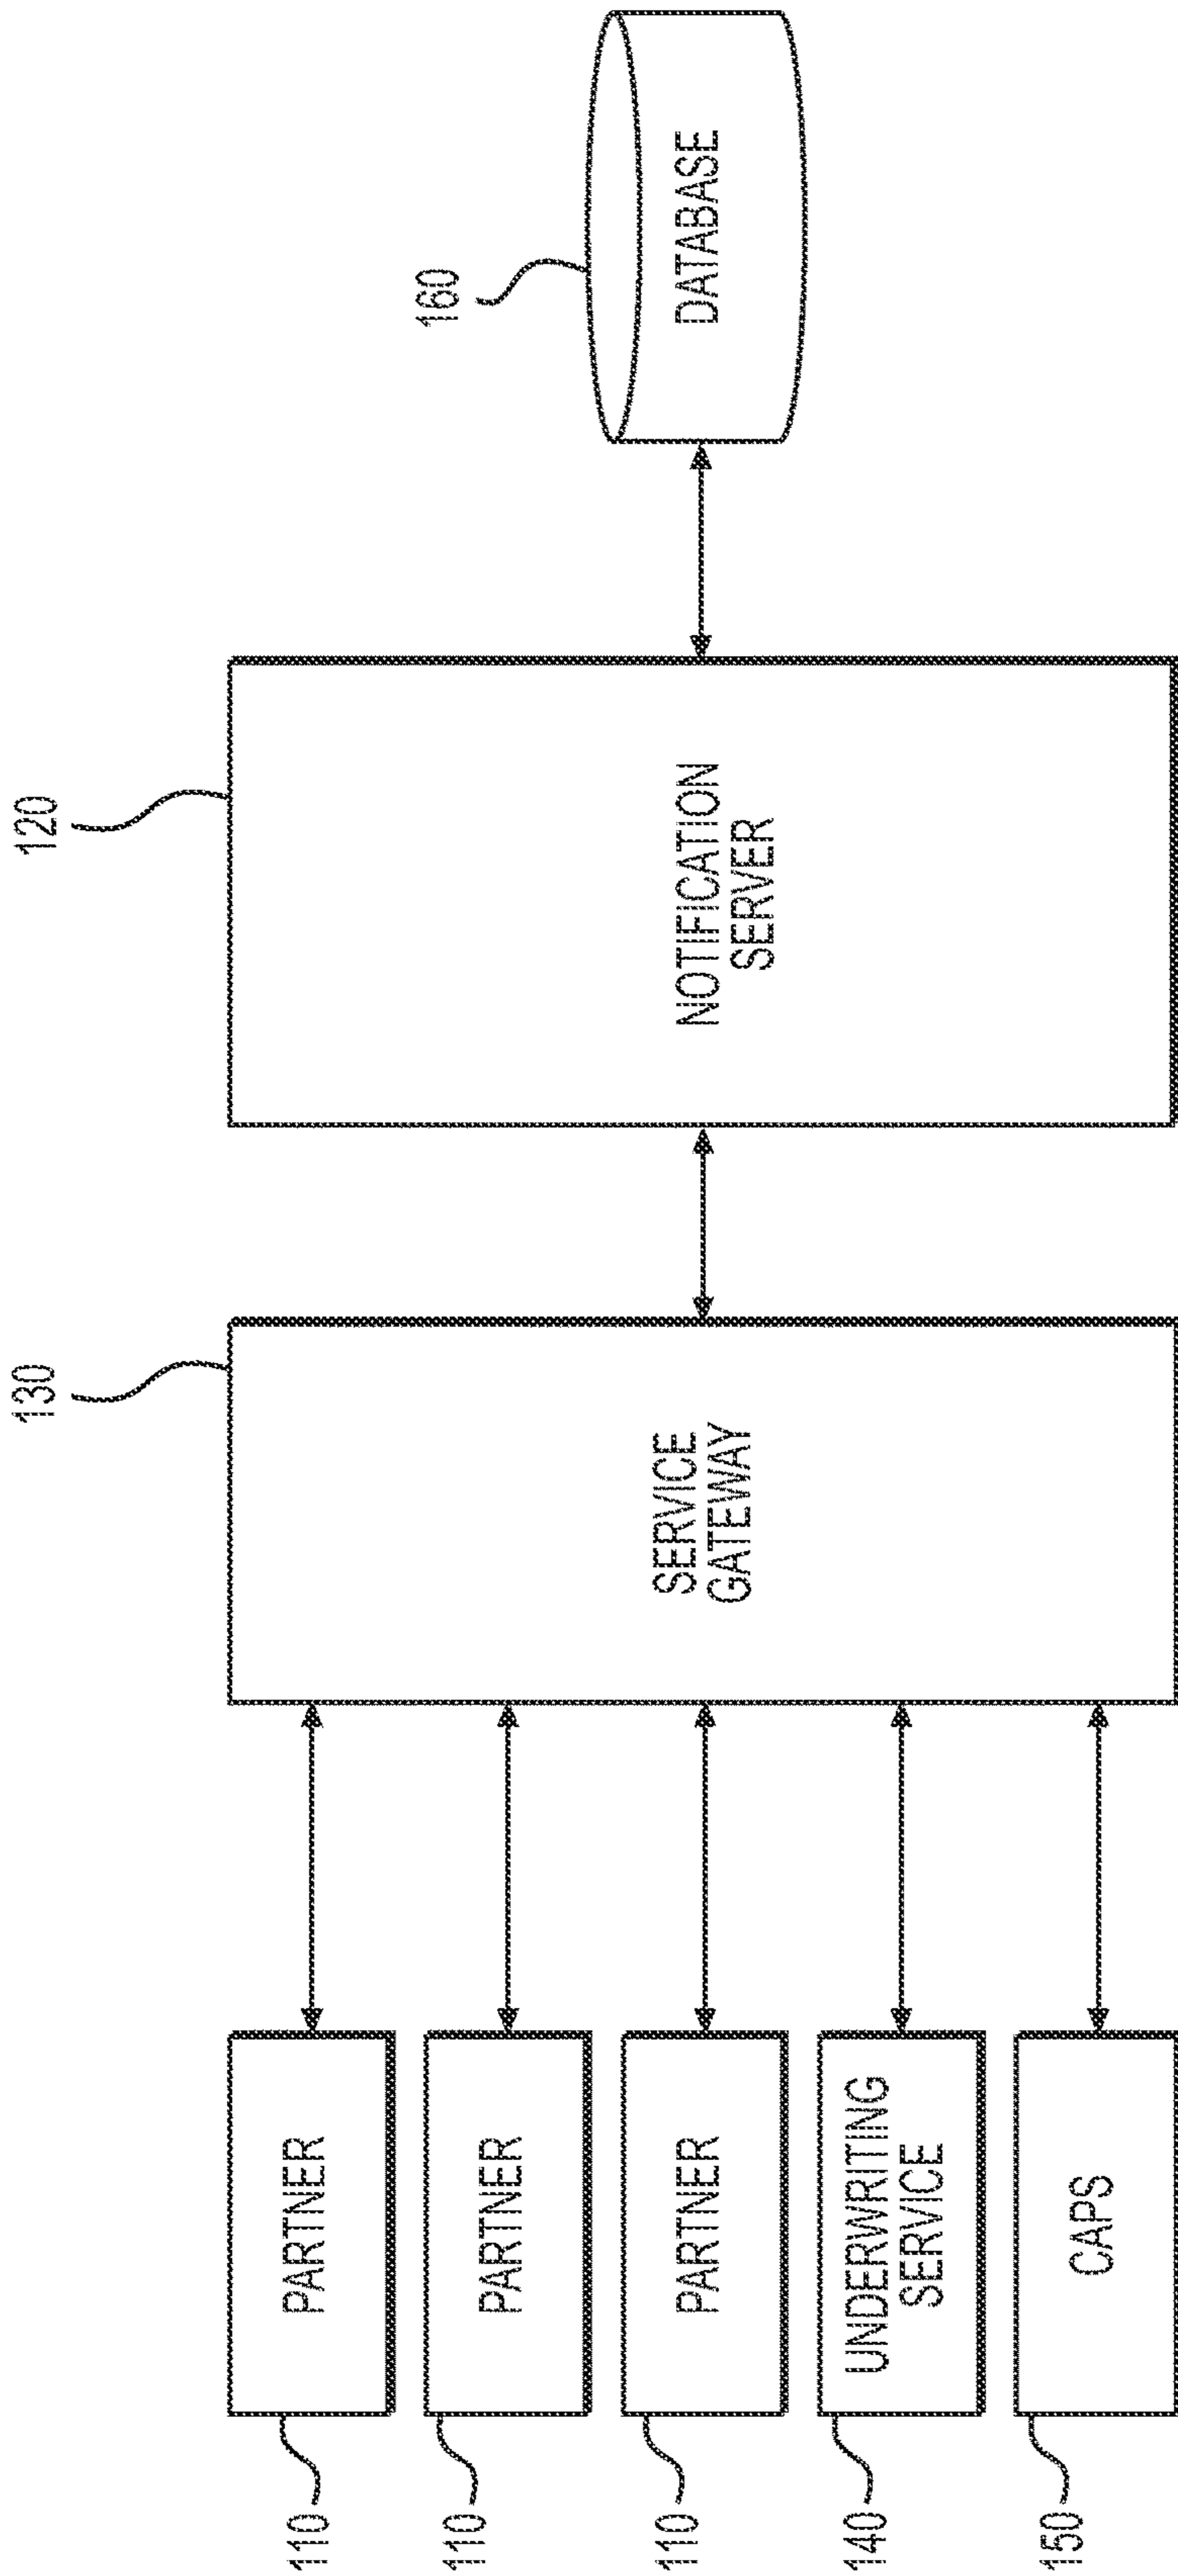 110
PARTNER
110
PARTNER
110
PARTNER
140
UNDERWRITING
SERVICE
150
CAPS
130
SERVICE
GATEWAY
120
NOTIFICATION
SERVER
160
DATABASE